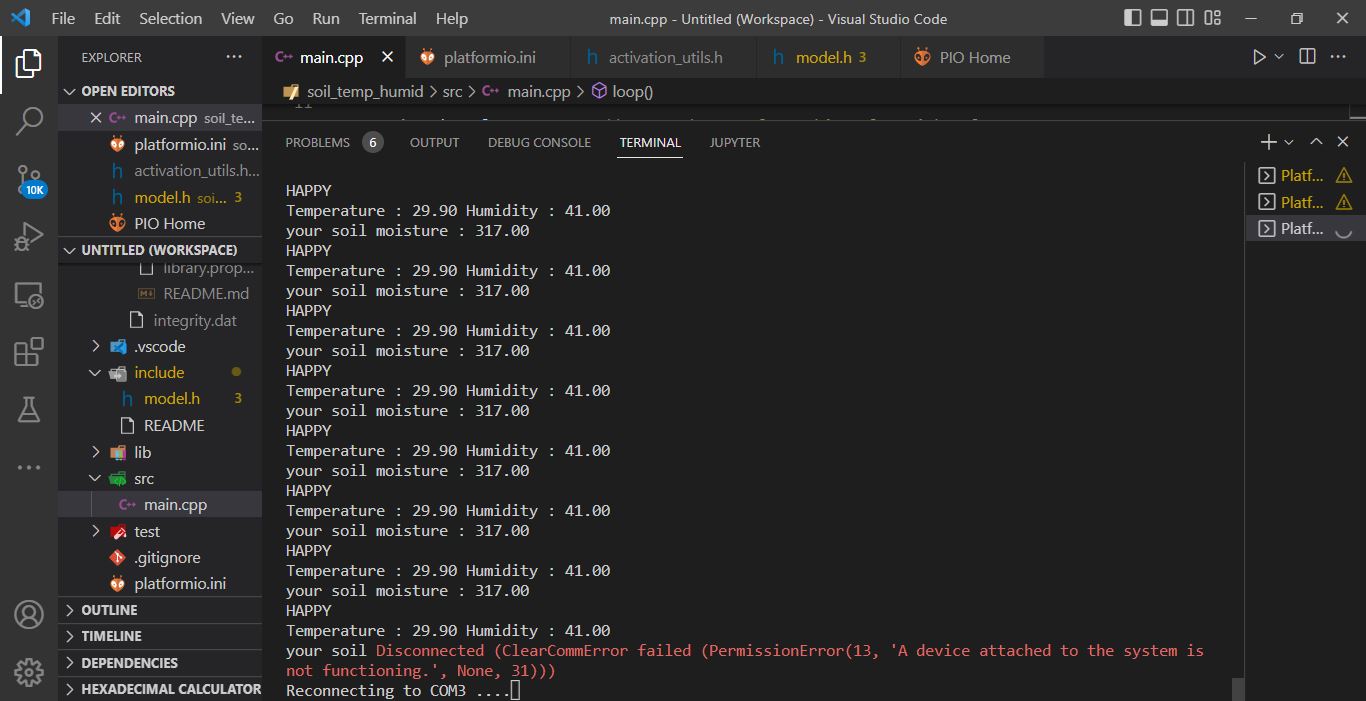 File Edit Selection View Go Run Terminal Help main.cpp - Untitled (Workspace) - Visual Studio Code
EXPLORER
OPEN EDITORS
main.cpp soil_te...
platformio.ini so...
activation_utils.h...
model.h soi... 3
PIO Home
UNTITLED (WORKSPACE)
library.prop...
README.md
integrity.dat
.vscode
include
model.h 3
README
lib
src
main.cpp
test
.gitignore
platformio.ini
OUTLINE
TIMELINE
DEPENDENCIES
HEXADECIMAL CALCULATOR
10K
main.cpp platformio.ini activation_utils.h model.h 3 PIO Home
soil_temp_humid > src > main.cpp > loop()
PROBLEMS 6 OUTPUT DEBUG CONSOLE TERMINAL JUPYTER
HAPPY
Temperature : 29.90 Humidity : 41.00
your soil moisture : 317.00
HAPPY
Temperature : 29.90 Humidity : 41.00
your soil moisture : 317.00
HAPPY
Temperature : 29.90 Humidity : 41.00
your soil moisture : 317.00
HAPPY
Temperature : 29.90 Humidity : 41.00
your soil moisture : 317.00
HAPPY
Temperature : 29.90 Humidity : 41.00
your soil moisture : 317.00
HAPPY
Temperature : 29.90 Humidity : 41.00
your soil moisture : 317.00
HAPPY
Temperature : 29.90 Humidity : 41.00
your soil moisture : 317.00
HAPPY
Temperature : 29.90 Humidity : 41.00
your soil Disconnected (ClearCommError failed (PermissionError(13, 'A device attached to the system is
not functioning.', None, 31)))
Reconnecting to COM3 ....
Platf...
Platf...
Platf...